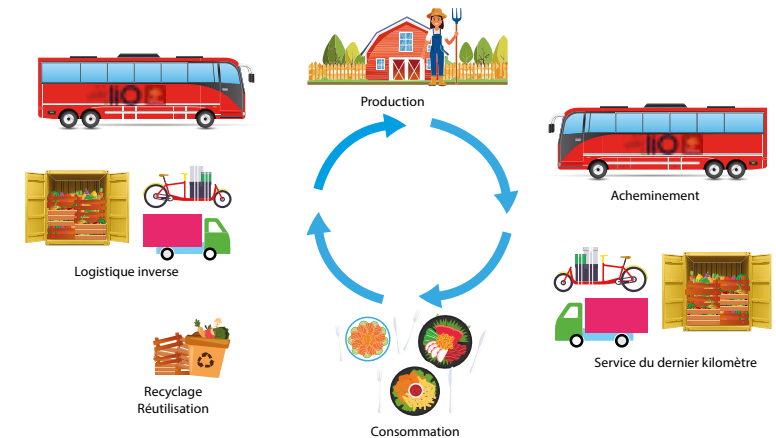 Production
Acheminement
Logistique inverse
Service du dernier kilomètre
Recyclage
Réutilisation
Consommation